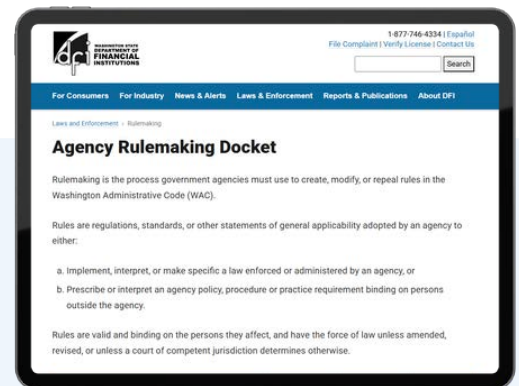 1-877-746-4334 | Español
File Complaint | Verify License | Contact Us
dfi
WASHINGTON STATE
DEPARTMENT OF
FINANCIAL
INSTITUTIONS
Search
For Consumers For Industry News & Alerts Laws & Enforcement Reports & Publications About DFI
Laws and Enforcement › Rulemaking
Agency Rulemaking Docket
Rulemaking is the process government agencies must use to create, modify, or repeal rules in the
Washington Administrative Code (WAC).
Rules are regulations, standards, or other statements of general applicability adopted by an agency to
either:
a. Implement, interpret, or make specific a law enforced or administered by an agency, or
b. Prescribe or interpret an agency policy, procedure or practice requirement binding on persons
outside the agency.
Rules are valid and binding on the persons they affect, and have the force of law unless amended,
revised, or unless a court of competent jurisdiction determines otherwise.